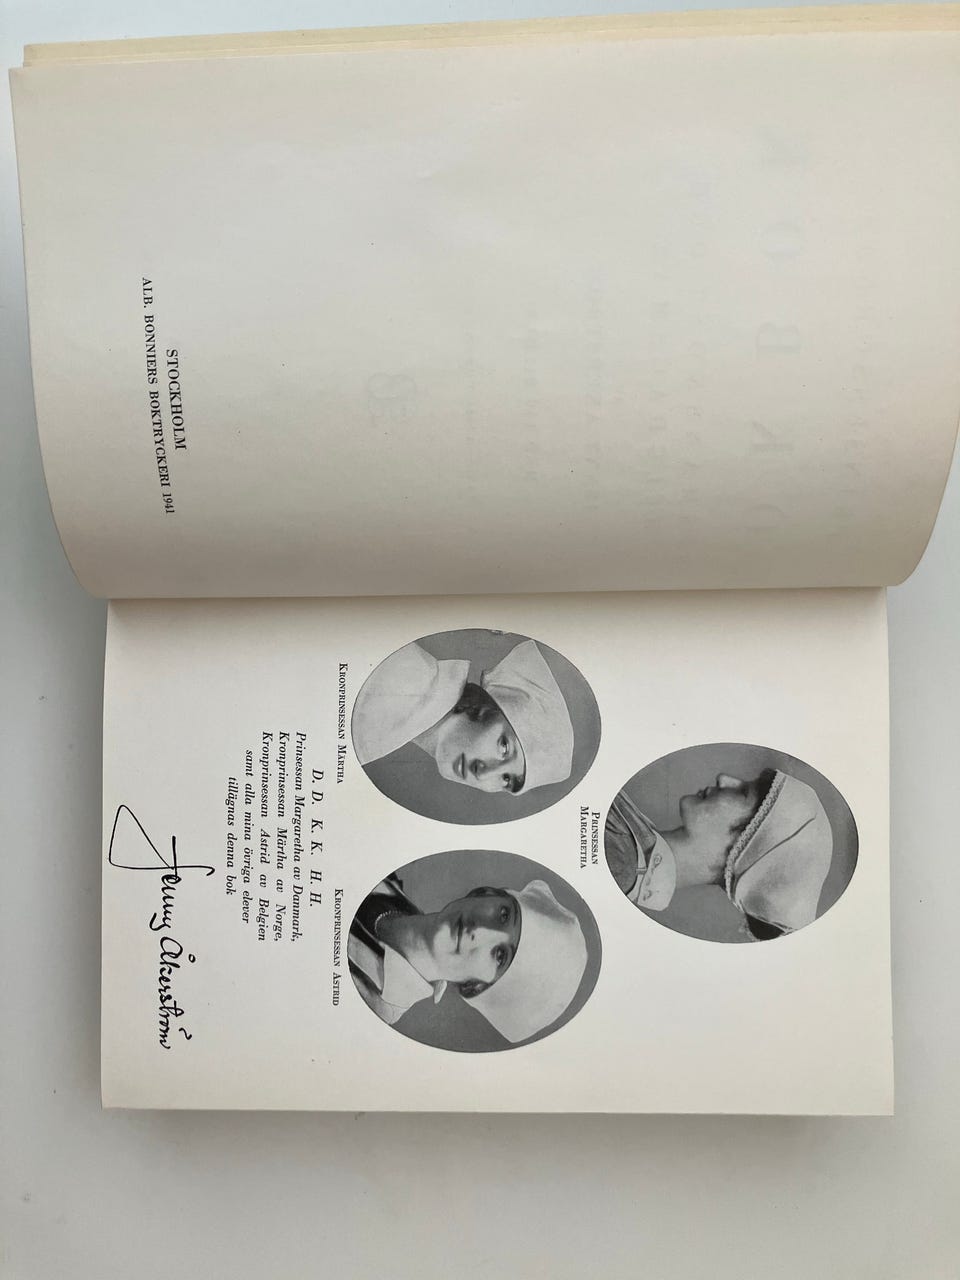 STOCKHOLM
ALB. BONNIERS BOKTRYCKERI 1941
PRINSESSAN
MARGARETHA
KRONPRINSESSAN MÄRTHA
KRONPRINSESSAN ASTRID
D. D. K. K. H. H.
Prinsessan Margaretha av Danmark,
Kronprinsessan Märtha av Norge,
Kronprinsessan Astrid av Belgien
samt alla mina övriga elever
tillägnas denna bok
Jenny Åkerström